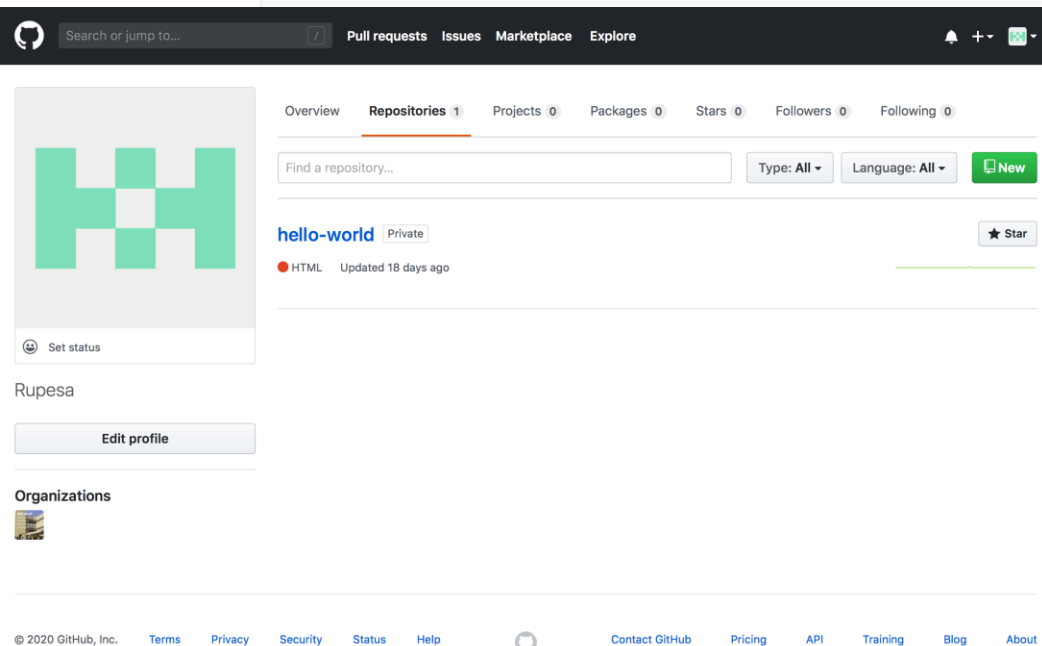 Search or jump to... / Pull requests Issues Marketplace Explore
Overview Repositories 1 Projects 0 Packages 0 Stars 0 Followers 0 Following 0
Find a repository... Type: All Language: All New
hello-world Private Star
HTML Updated 18 days ago
Set status
Rupesa
Edit profile
Organizations
© 2020 GitHub, Inc. Terms Privacy Security Status Help Contact GitHub Pricing API Training Blog About